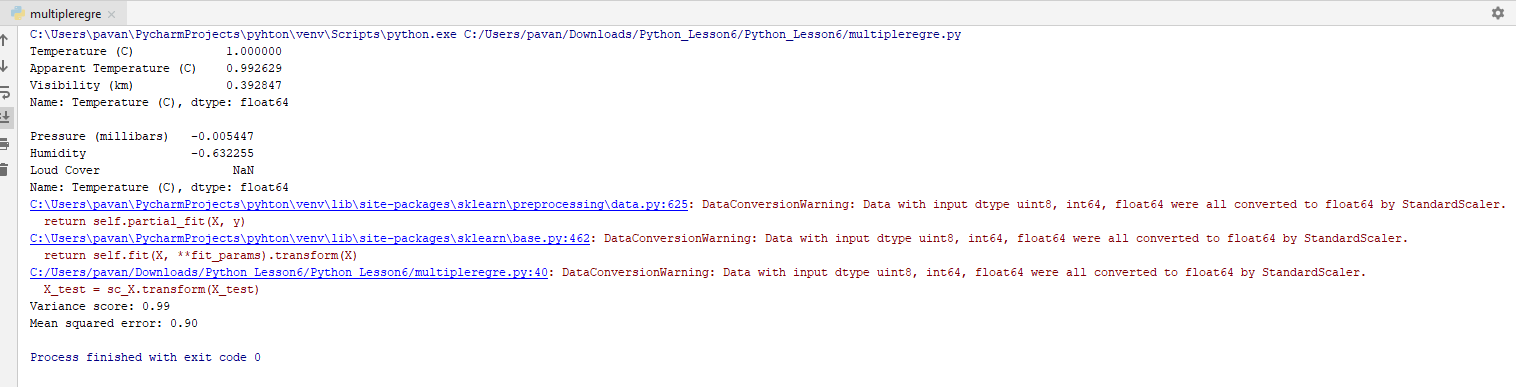 multipleregre
C:\Users\pavan\PycharmProjects\pyhton\venv\Scripts\python.exe C:/Users/pavan/Downloads/Python_Lesson6/Python_Lesson6/multipleregre.py
Temperature (C)             1.000000
Apparent Temperature (C)    0.992629
Visibility (km)             0.392847
Name: Temperature (C), dtype: float64
Pressure (millibars)   -0.005447
Humidity               -0.632255
Loud Cover                   NaN
Name: Temperature (C), dtype: float64
C:\Users\pavan\PycharmProjects\pyhton\venv\lib\site-packages\sklearn\preprocessing\data.py:625: DataConversionWarning: Data with input dtype uint8, int64, float64 were all converted to float64 by StandardScaler.
  return self.partial_fit(X, y)
C:\Users\pavan\PycharmProjects\pyhton\venv\lib\site-packages\sklearn\base.py:462: DataConversionWarning: Data with input dtype uint8, int64, float64 were all converted to float64 by StandardScaler.
  return self.fit(X, **fit_params).transform(X)
C:/Users/pavan/Downloads/Python_Lesson6/Python_Lesson6/multipleregre.py:40: DataConversionWarning: Data with input dtype uint8, int64, float64 were all converted to float64 by StandardScaler.
  X_test = sc_X.transform(X_test)
Variance score: 0.99
Mean squared error: 0.90
Process finished with exit code 0